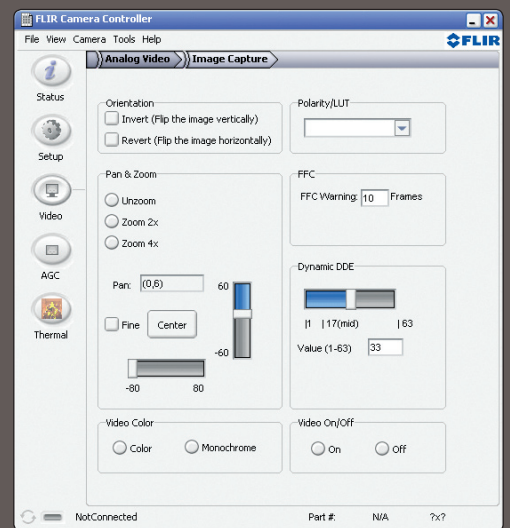 FLIR Camera Controller
File View Camera Tools Help
FLIR
Analog Video
Image Capture
Status
Setup
Video
AGC
Thermal
Orientation
Invert (Flip the image vertically)
Revert (Flip the image horizontally)
Polarity/LUT
Pan & Zoom
Unzoom
Zoom 2x
Zoom 4x
Pan: (0,6)
60
Fine
Center
-60
-80 80
FFC
FFC Warning: 10 Frames
Dynamic DDE
|1 | 17(mid) | 63
Value (1-63) 33
Video Color
Color
Monochrome
Video On/Off
On
Off
NotConnected
Part #: N/A ?x?